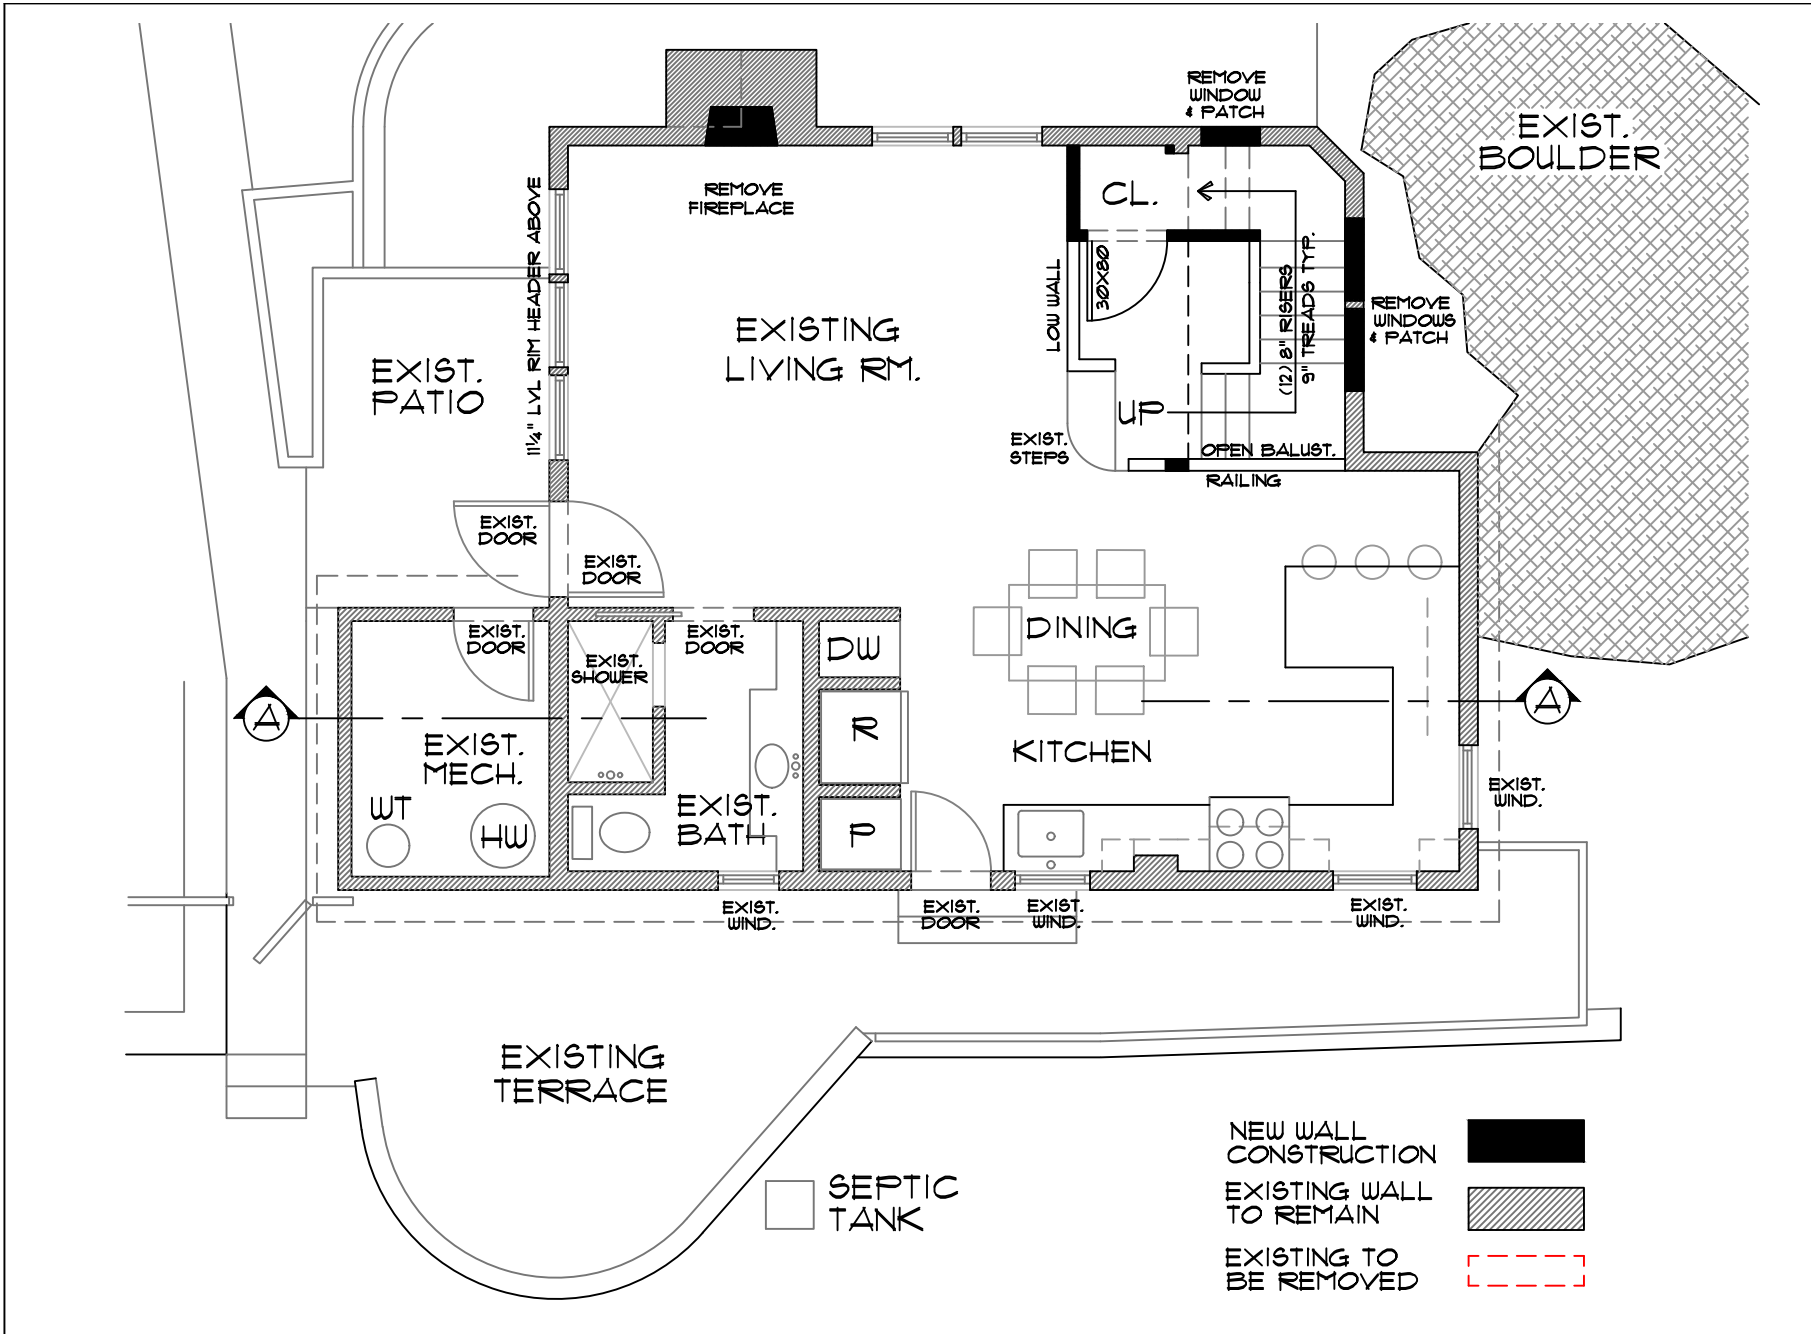 REMOVE
WINDOW
& PATCH
EXIST.
BOULDER
REMOVE
FIREPLACE
CL.
11¼" LVL RIM HEADER ABOVE
30X80
LOW WALL
(12) 8" RISERS
9" TREADS TYP.
REMOVE
WINDOWS
& PATCH
EXISTING
LIVING RM.
EXIST.
PATIO
UP
EXIST.
STEPS
OPEN BALUST.
RAILING
EXIST.
DOOR
EXIST.
DOOR
EXIST.
DOOR
EXIST.
SHOWER
EXIST.
DOOR
DW
DINING
A
R
A
EXIST.
MECH.
KITCHEN
WT
HW
EXIST.
BATH
P
EXIST.
WIND.
EXIST.
WIND.
EXIST.
DOOR
EXIST.
WIND.
EXIST.
WIND.
EXISTING
TERRACE
SEPTIC
TANK
NEW WALL
CONSTRUCTION
EXISTING WALL
TO REMAIN
EXISTING TO
BE REMOVED